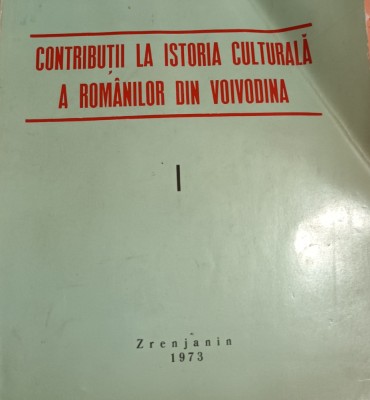 CONTRIBUȚII LA ISTORIA CULTURALĂ
A ROMÂNILOR DIN VOIVODINA
I
Zrenjanin
1973